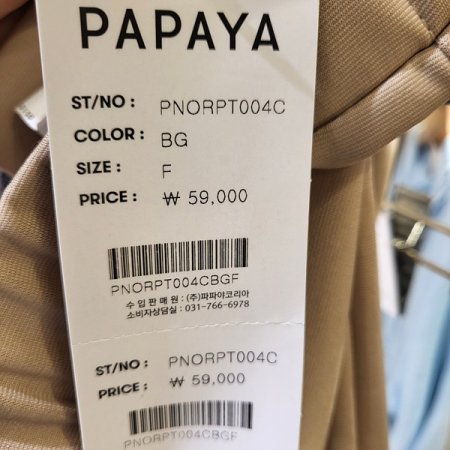 PAPAYA
ST/NO : PNORPT004C
COLOR : BG
SIZE : F
PRICE : ₩ 59,000
PNORPT004CBGF
수 입 판 매 원 : (주)파파야코리아
소비자상담실 : 031-766-6978
ST/NO : PNORPT004C
PRICE : ₩ 59,000
PNORPT004CBGF